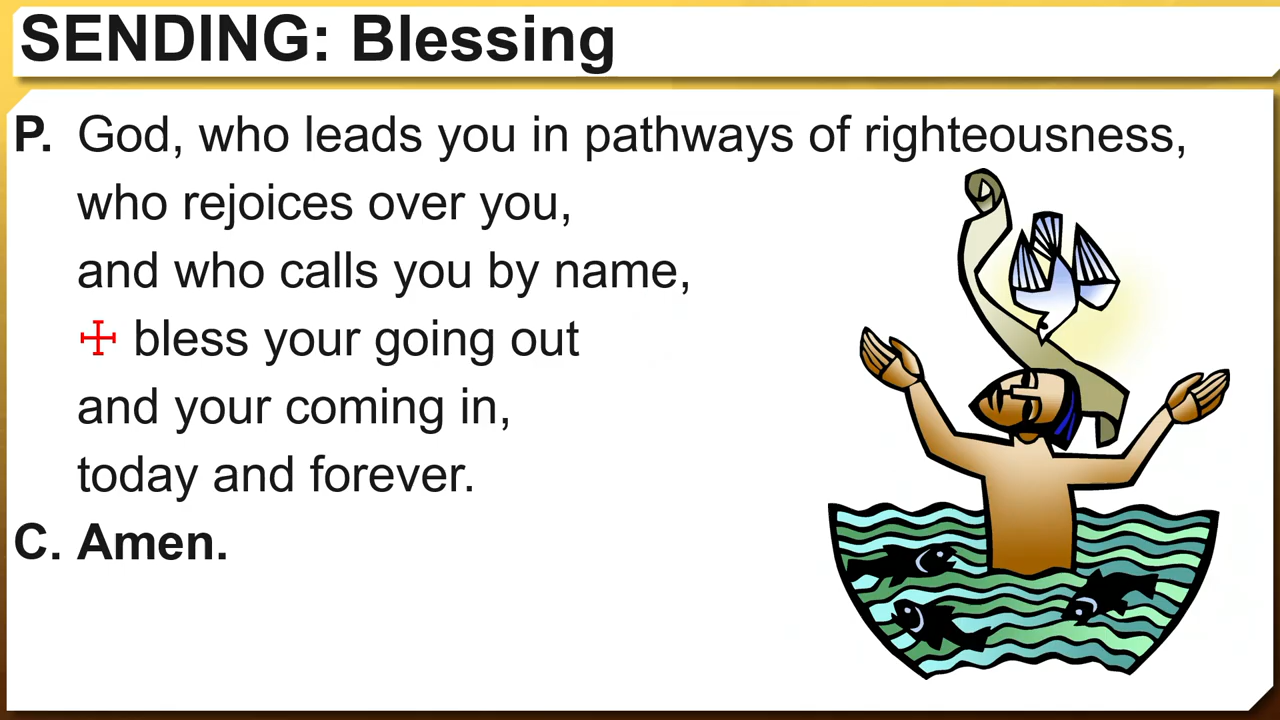 SENDING: Blessing
P. God, who leads you in pathways of righteousness,
who rejoices over you,
and who calls you by name,
☩ bless your going out
and your coming in,
today and forever.
C. Amen.